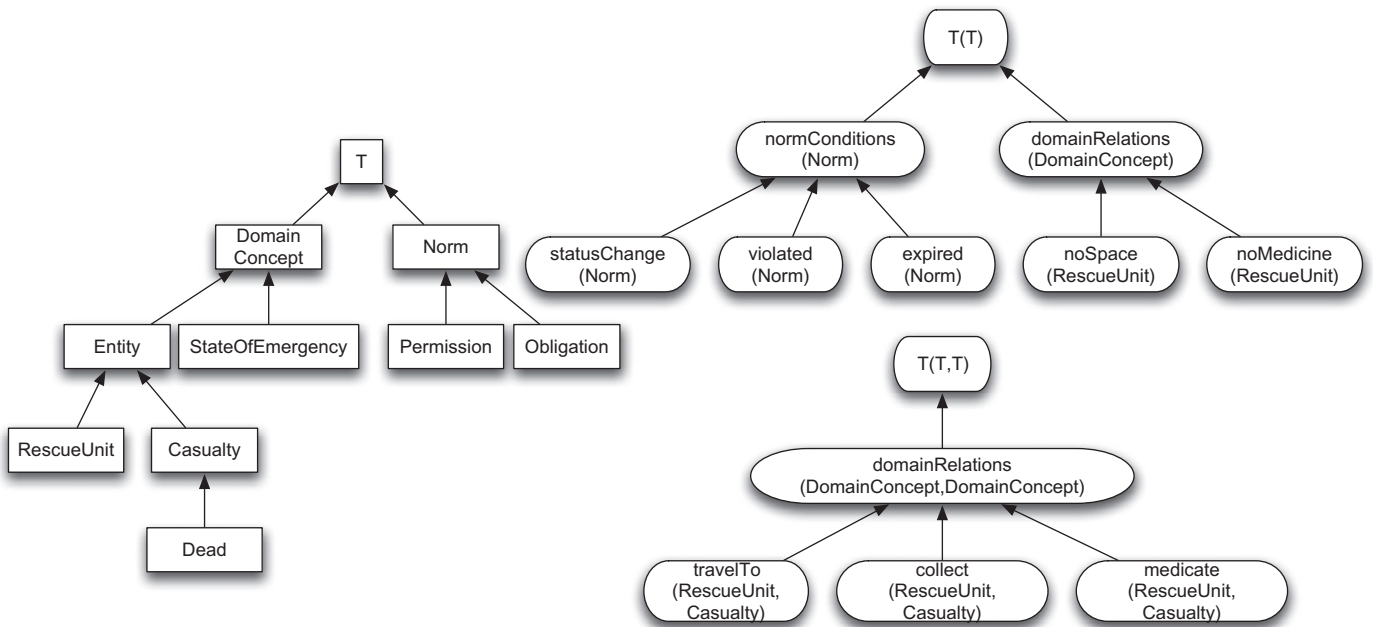 T
Domain
Concept
Norm
Entity
StateOfEmergency
Permission
Obligation
RescueUnit
Casualty
Dead
T(T)
normConditions
(Norm)
domainRelations
(DomainConcept)
statusChange
(Norm)
violated
(Norm)
expired
(Norm)
noSpace
(RescueUnit)
noMedicine
(RescueUnit)
T(T,T)
domainRelations
(DomainConcept,DomainConcept)
travelTo
(RescueUnit,
Casualty)
collect
(RescueUnit,
Casualty)
medicate
(RescueUnit,
Casualty)